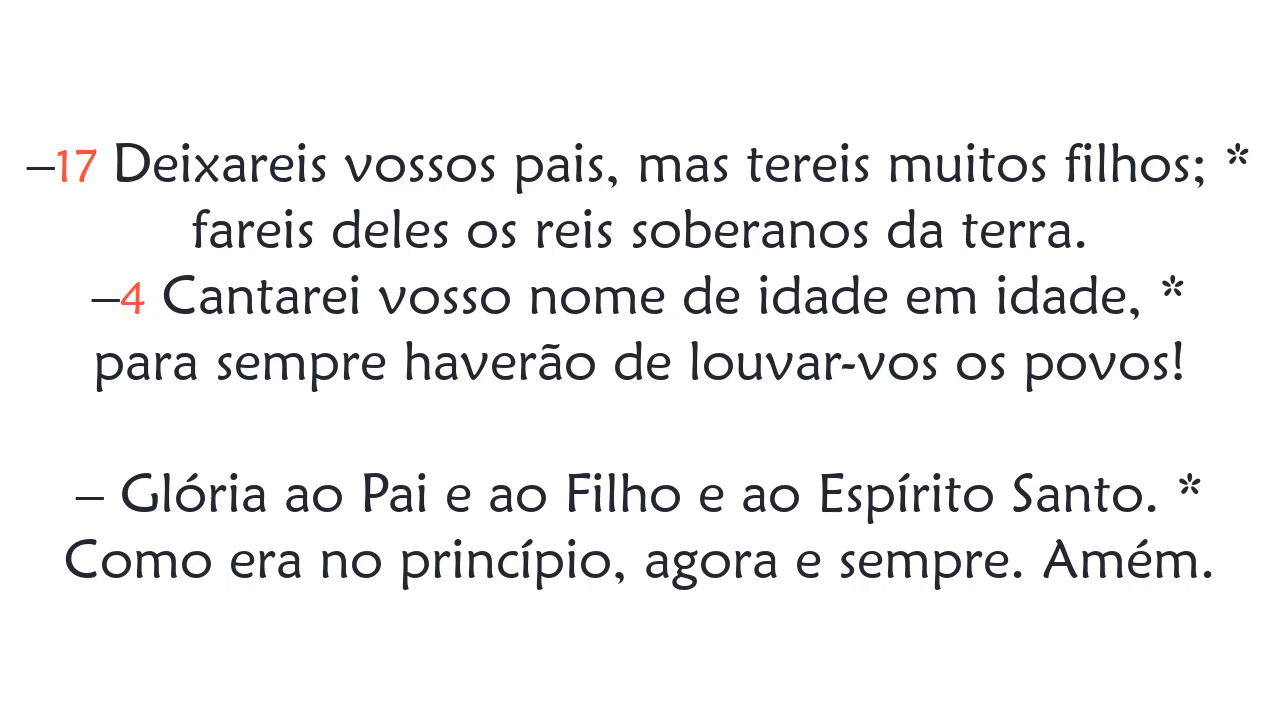 –17 Deixareis vossos pais, mas tereis muitos filhos; *
fareis deles os reis soberanos da terra.
–4 Cantarei vosso nome de idade em idade, *
para sempre haverão de louvar-vos os povos!
– Glória ao Pai e ao Filho e ao Espírito Santo. *
Como era no princípio, agora e sempre. Amém.